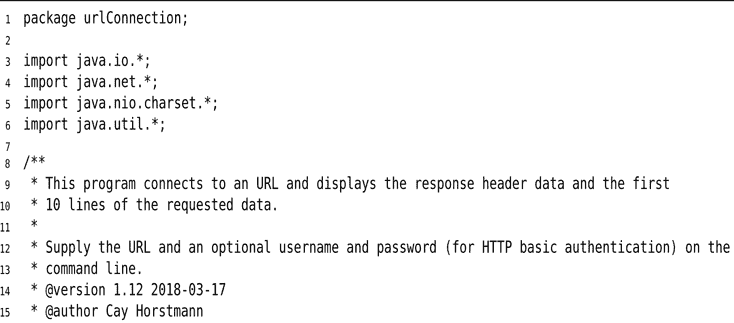 1 package urlConnection;
2
3 import java.io.*;
4 import java.net.*;
5 import java.nio.charset.*;
6 import java.util.*;
7
8 /**
9  * This program connects to an URL and displays the response header data and the first
10  * 10 lines of the requested data.
11  *
12  * Supply the URL and an optional username and password (for HTTP basic authentication) on the
13  * command line.
14  * @version 1.12 2018-03-17
15  * @author Cay Horstmann